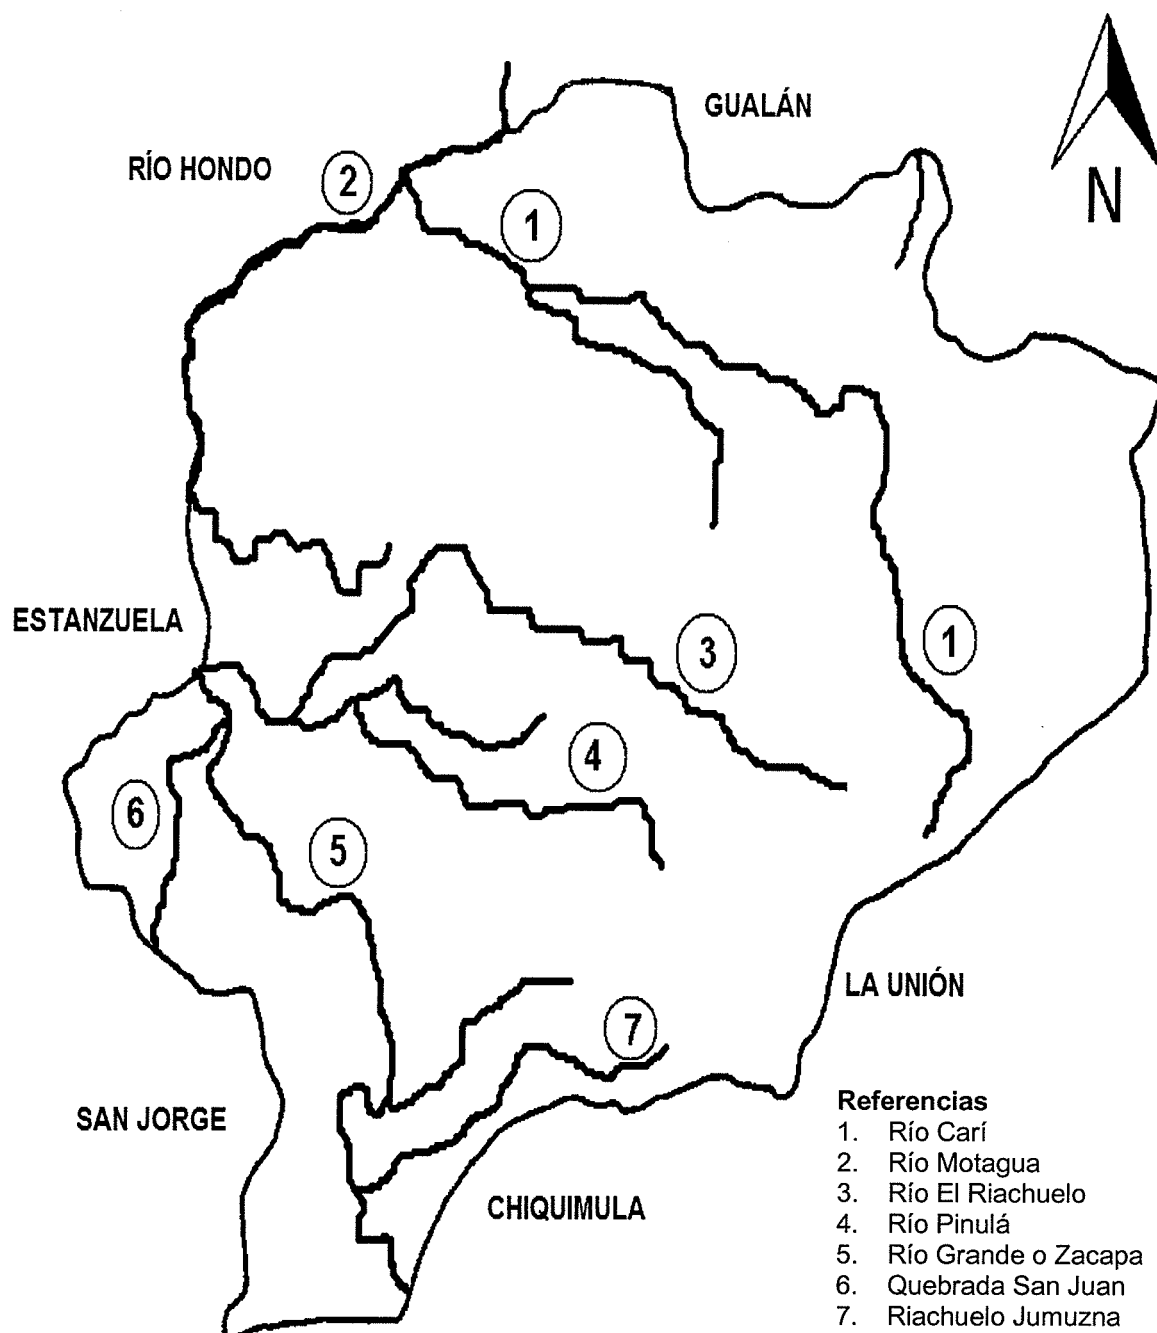 GUALÁN
RÍO HONDO
2
1
N
ESTANZUELA
3
1
4
6
5
LA UNIÓN
7
SAN JORGE
CHIQUIMULA
Referencias
1. Río Carí
2. Río Motagua
3. Río El Riachuelo
4. Río Pinulá
5. Río Grande o Zacapa
6. Quebrada San Juan
7. Riachuelo Jumuzna